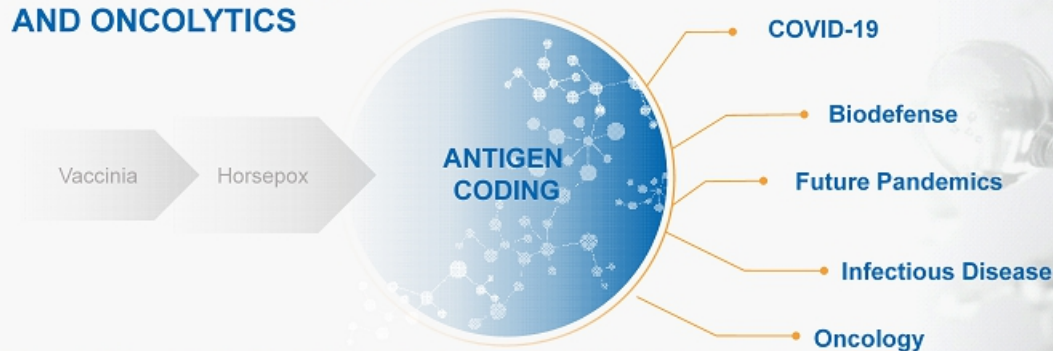 AND ONCOLYTICS
Vaccinia
Horsepox
ANTIGEN
CODING
COVID-19
Biodefense
Future Pandemics
Infectious Disease
Oncology